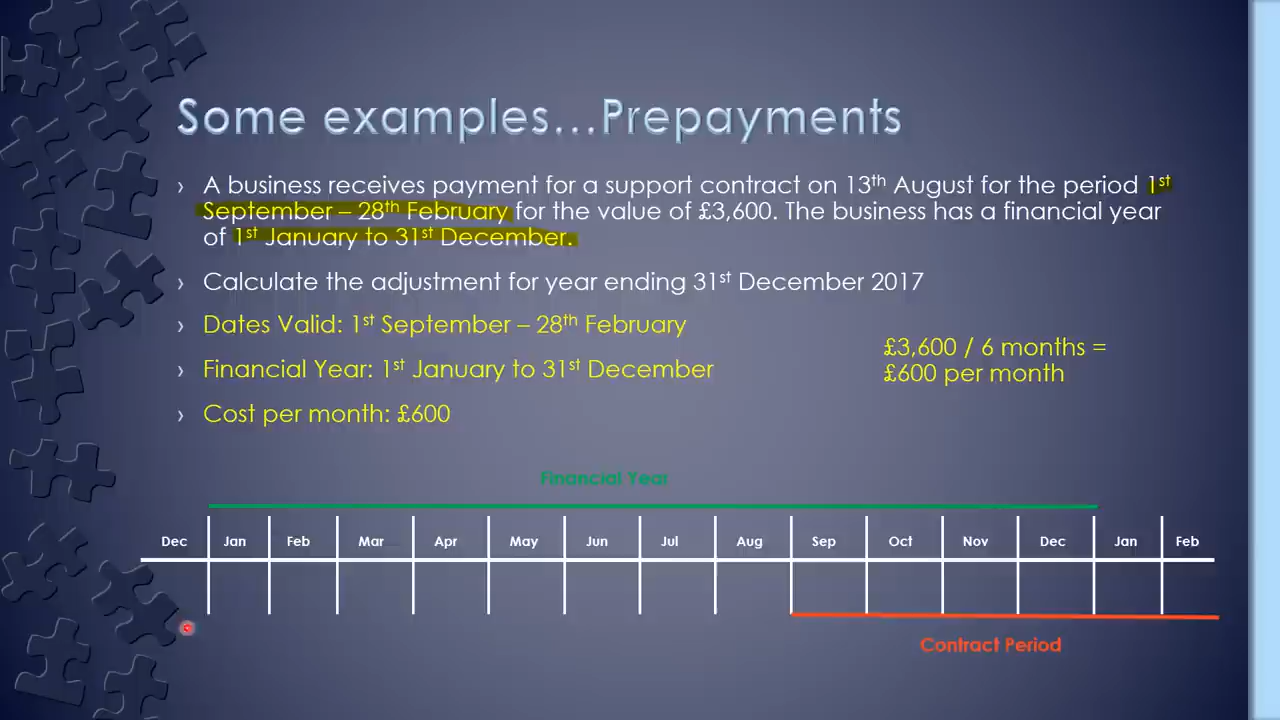 Some examples...Prepayments
› A business receives payment for a support contract on 13th August for the period 1st
September – 28th February for the value of £3,600. The business has a financial year
of 1st January to 31st December.
› Calculate the adjustment for year ending 31st December 2017
› Dates Valid: 1st September – 28th February
› Financial Year: 1st January to 31st December
› Cost per month: £600
£3,600 / 6 months =
£600 per month
Financial Year
Dec Jan Feb Mar Apr May Jun Jul Aug Sep Oct Nov Dec Jan Feb
Contract Period